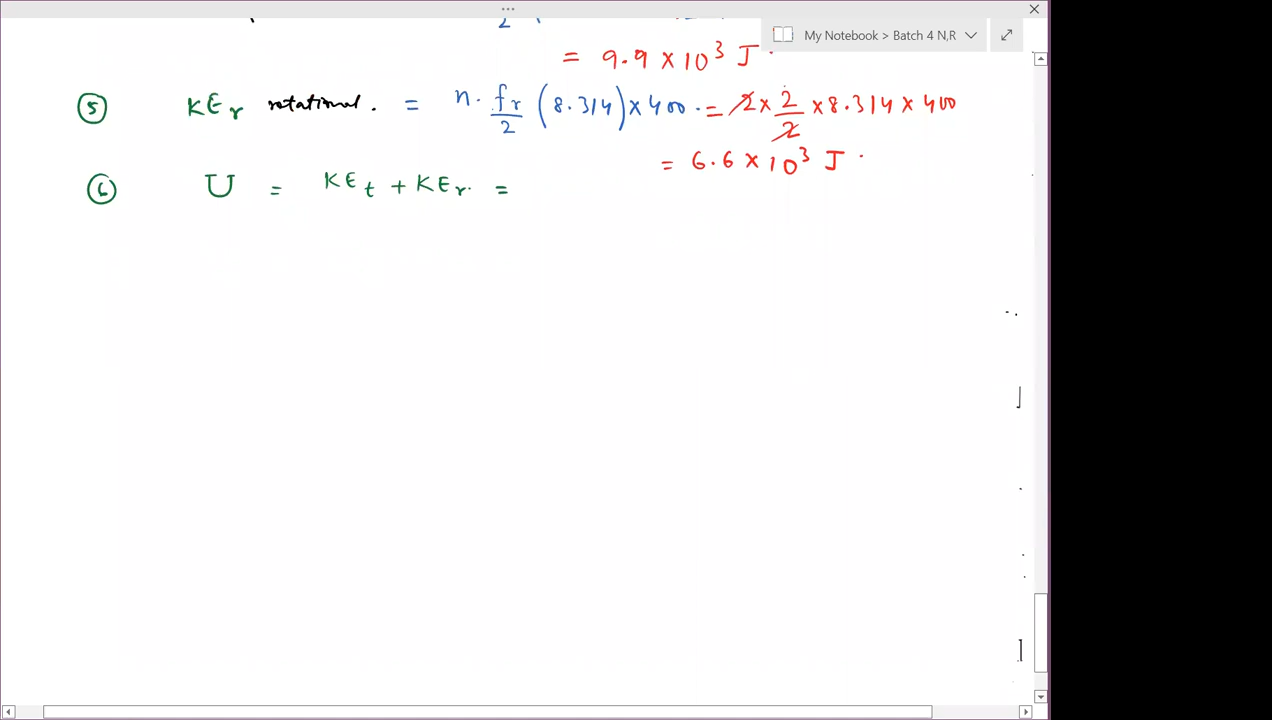 My Notebook > Batch 4 N,R
= 9.9 × 10³ J.
⑤ KEᵣ rotational. = n. fᵣ/2 (8.314) × 400. = 2 × 2/2 × 8.314 × 400
= 6.6 × 10³ J.
⑥ U = KEₜ + KEᵣ. =